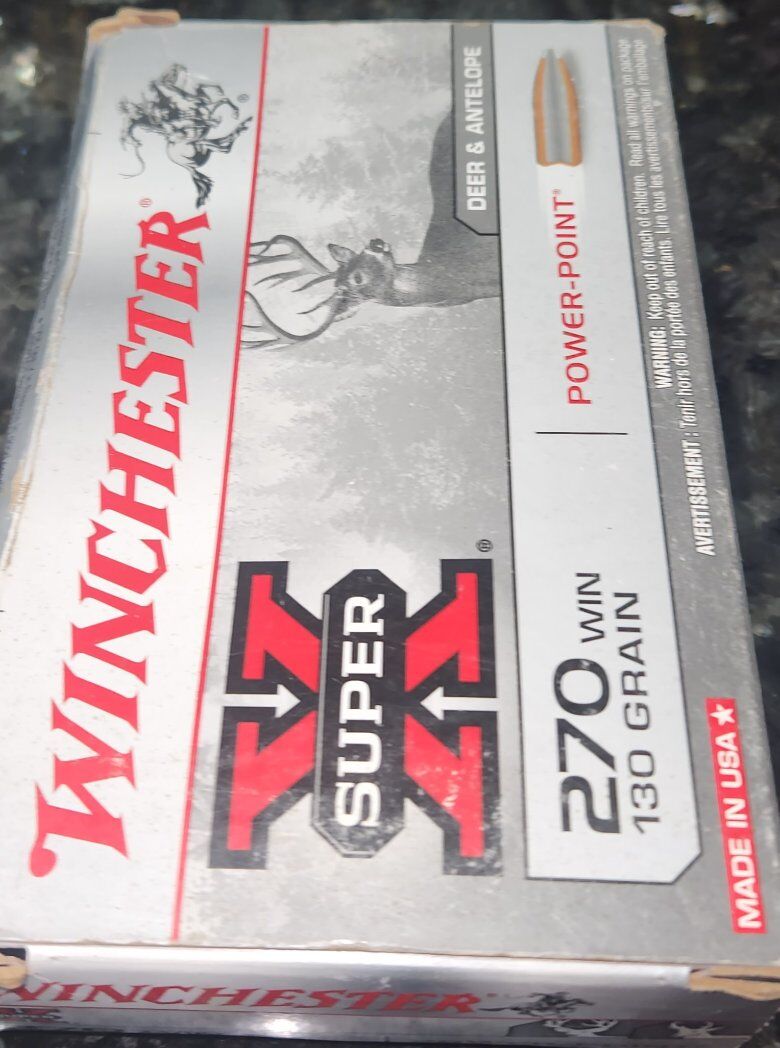 WINCHESTER®
SUPER X®
DEER & ANTELOPE
270 WIN
130 GRAIN
POWER-POINT®
WARNING: Keep out of reach of children. Read all warnings on package
AVERTISSEMENT : Tenir hors de la portée des enfants. Lire tous les avertissements sur l'emballage
MADE IN USA
WINCHESTER